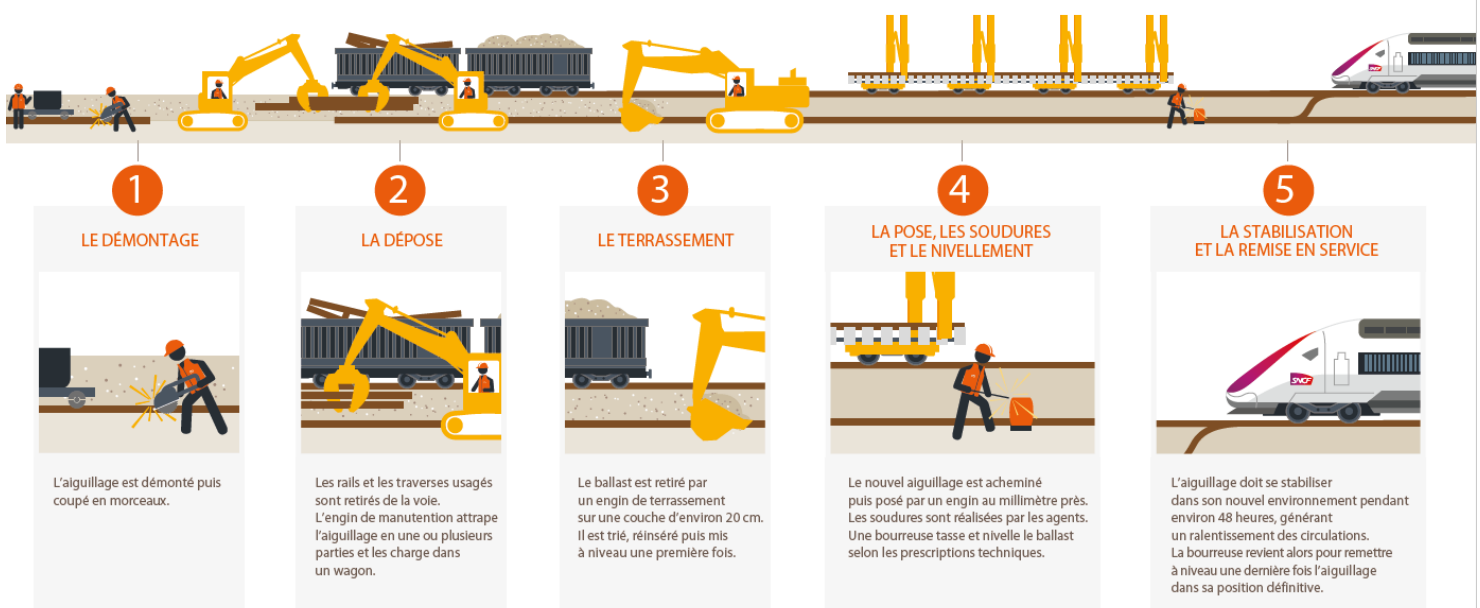 1
LE DÉMONTAGE
L'aiguillage est démonté puis
coupé en morceaux.
2
LA DÉPOSE
Les rails et les traverses usagés
sont retirés de la voie.
L'engin de manutention attrape
l'aiguillage en une ou plusieurs
parties et les charge dans
un wagon.
3
LE TERRASSEMENT
Le ballast est retiré par
un engin de terrassement
sur une couche d'environ 20 cm.
Il est trié, réinséré puis mis
à niveau une première fois.
4
LA POSE, LES SOUDURES
ET LE NIVELLEMENT
Le nouvel aiguillage est acheminé
puis posé par un engin au millimètre près.
Les soudures sont réalisées par les agents.
Une bourreuse tasse et nivelle le ballast
selon les prescriptions techniques.
SNCF
5
LA STABILISATION
ET LA REMISE EN SERVICE
SNCF
L'aiguillage doit se stabiliser
dans son nouvel environnement pendant
environ 48 heures, générant
un ralentissement des circulations.
La bourreuse revient alors pour remettre
à niveau une dernière fois l'aiguillage
dans sa position définitive.